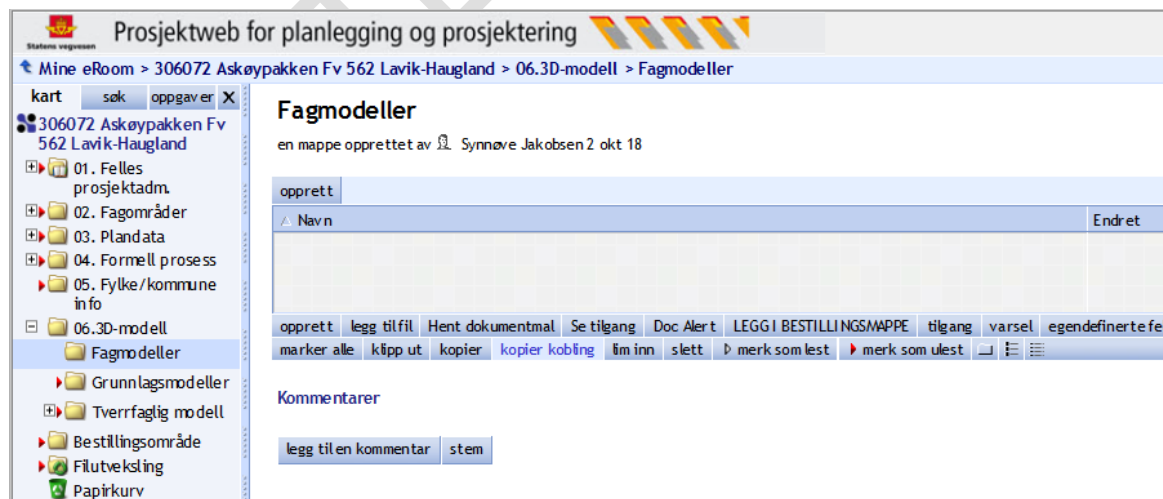 Statens vegvesen
Prosjektweb for planlegging og prosjektering
Mine eRoom > 306072 Askøypakken Fv 562 Lavik-Haugland > 06.3D-modell > Fagmodeller
kart søk oppgaver X
306072 Askøypakken Fv
562 Lavik-Haugland
01. Felles
prosjektadm.
02. Fagområder
03. Plandata
04. Formell prosess
05. Fylke/kommune
info
06.3D-modell
Fagmodeller
Grunnlagsmodeller
Tverrfaglig modell
Bestillingsområde
Filutveksling
Papirkurv
Fagmodeller
en mappe opprettet av Synnøve Jakobsen 2 okt 18
opprett
Navn Endret
opprett legg til fil Hent dokumentmal Se tilgang Doc Alert LEGG I BESTILLINGSMAPPE tilgang varsel egendefinerte fe
marker alle klipp ut kopier kopier kobling lim inn slett merk som lest merk som ulest
Kommentarer
legg til en kommentar stem